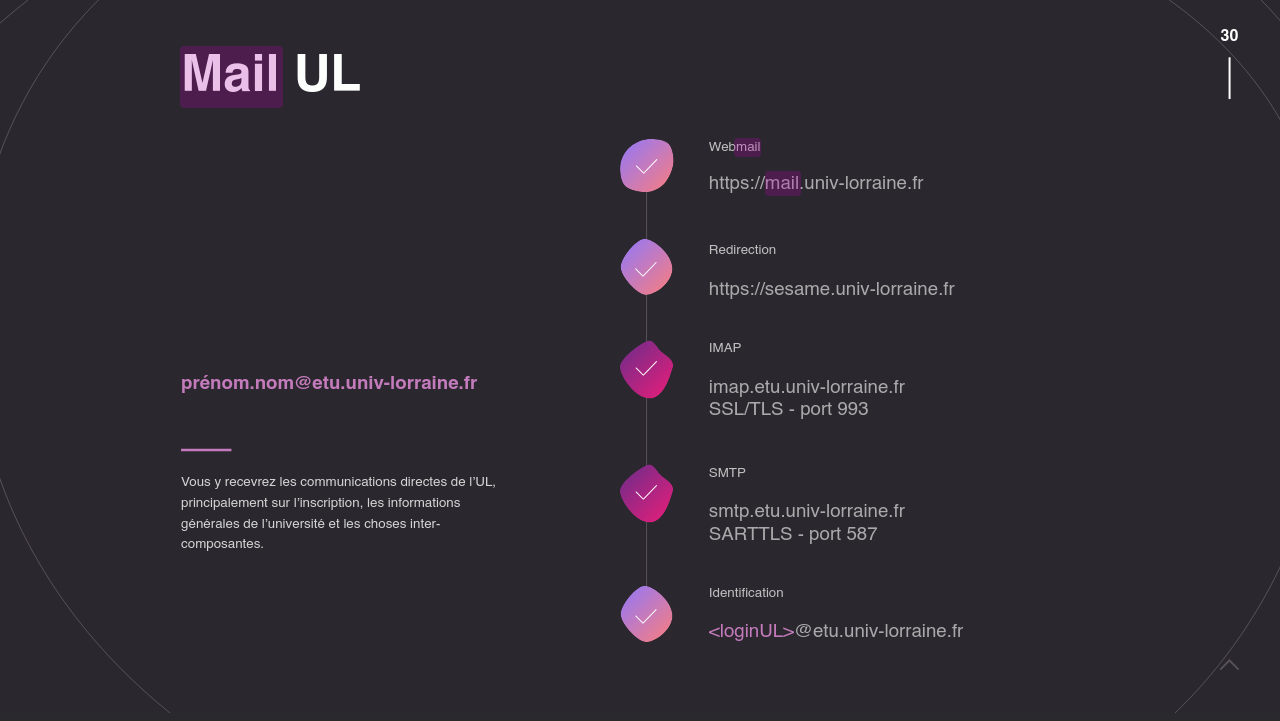 30
Mail UL
prénom.nom@etu.univ-lorraine.fr
Vous y recevrez les communications directes de l'UL,
principalement sur l'inscription, les informations
générales de l'université et les choses inter-
composantes.
Webmail
https://mail.univ-lorraine.fr
Redirection
https://sesame.univ-lorraine.fr
IMAP
imap.etu.univ-lorraine.fr
SSL/TLS - port 993
SMTP
smtp.etu.univ-lorraine.fr
SARTTLS - port 587
Identification
<loginUL>@etu.univ-lorraine.fr